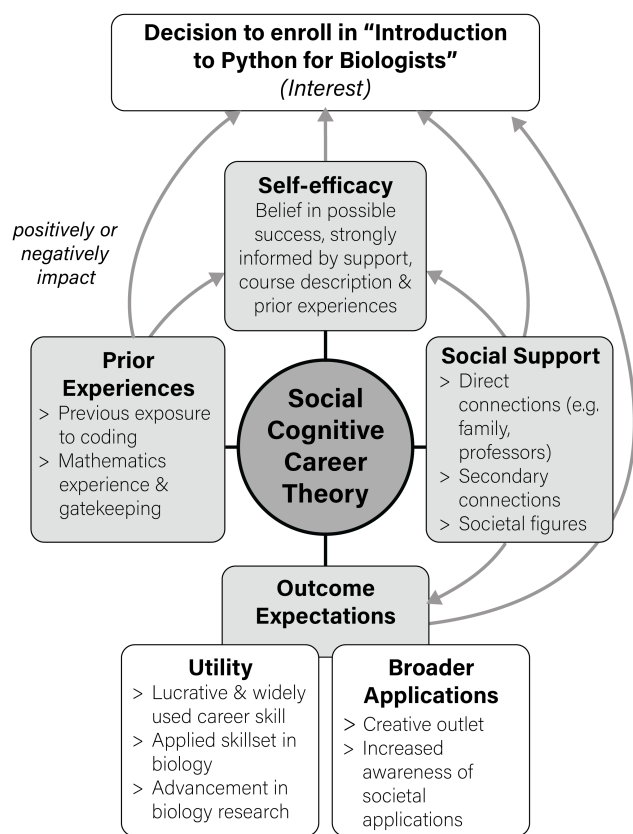 Decision to enroll in “Introduction
to Python for Biologists”
(Interest)
Self-efficacy
Belief in possible
success, strongly
informed by support,
course description &
prior experiences
positively or
negatively
impact
Prior
Experiences
> Previous exposure
to coding
> Mathematics
experience &
gatekeeping
Social
Cognitive
Career
Theory
Social Support
> Direct
connections (e.g.
family,
professors)
> Secondary
connections
> Societal figures
Outcome
Expectations
Utility
> Lucrative & widely
used career skill
> Applied skillset in
biology
> Advancement in
biology research
Broader
Applications
> Creative outlet
> Increased
awareness of
societal
applications